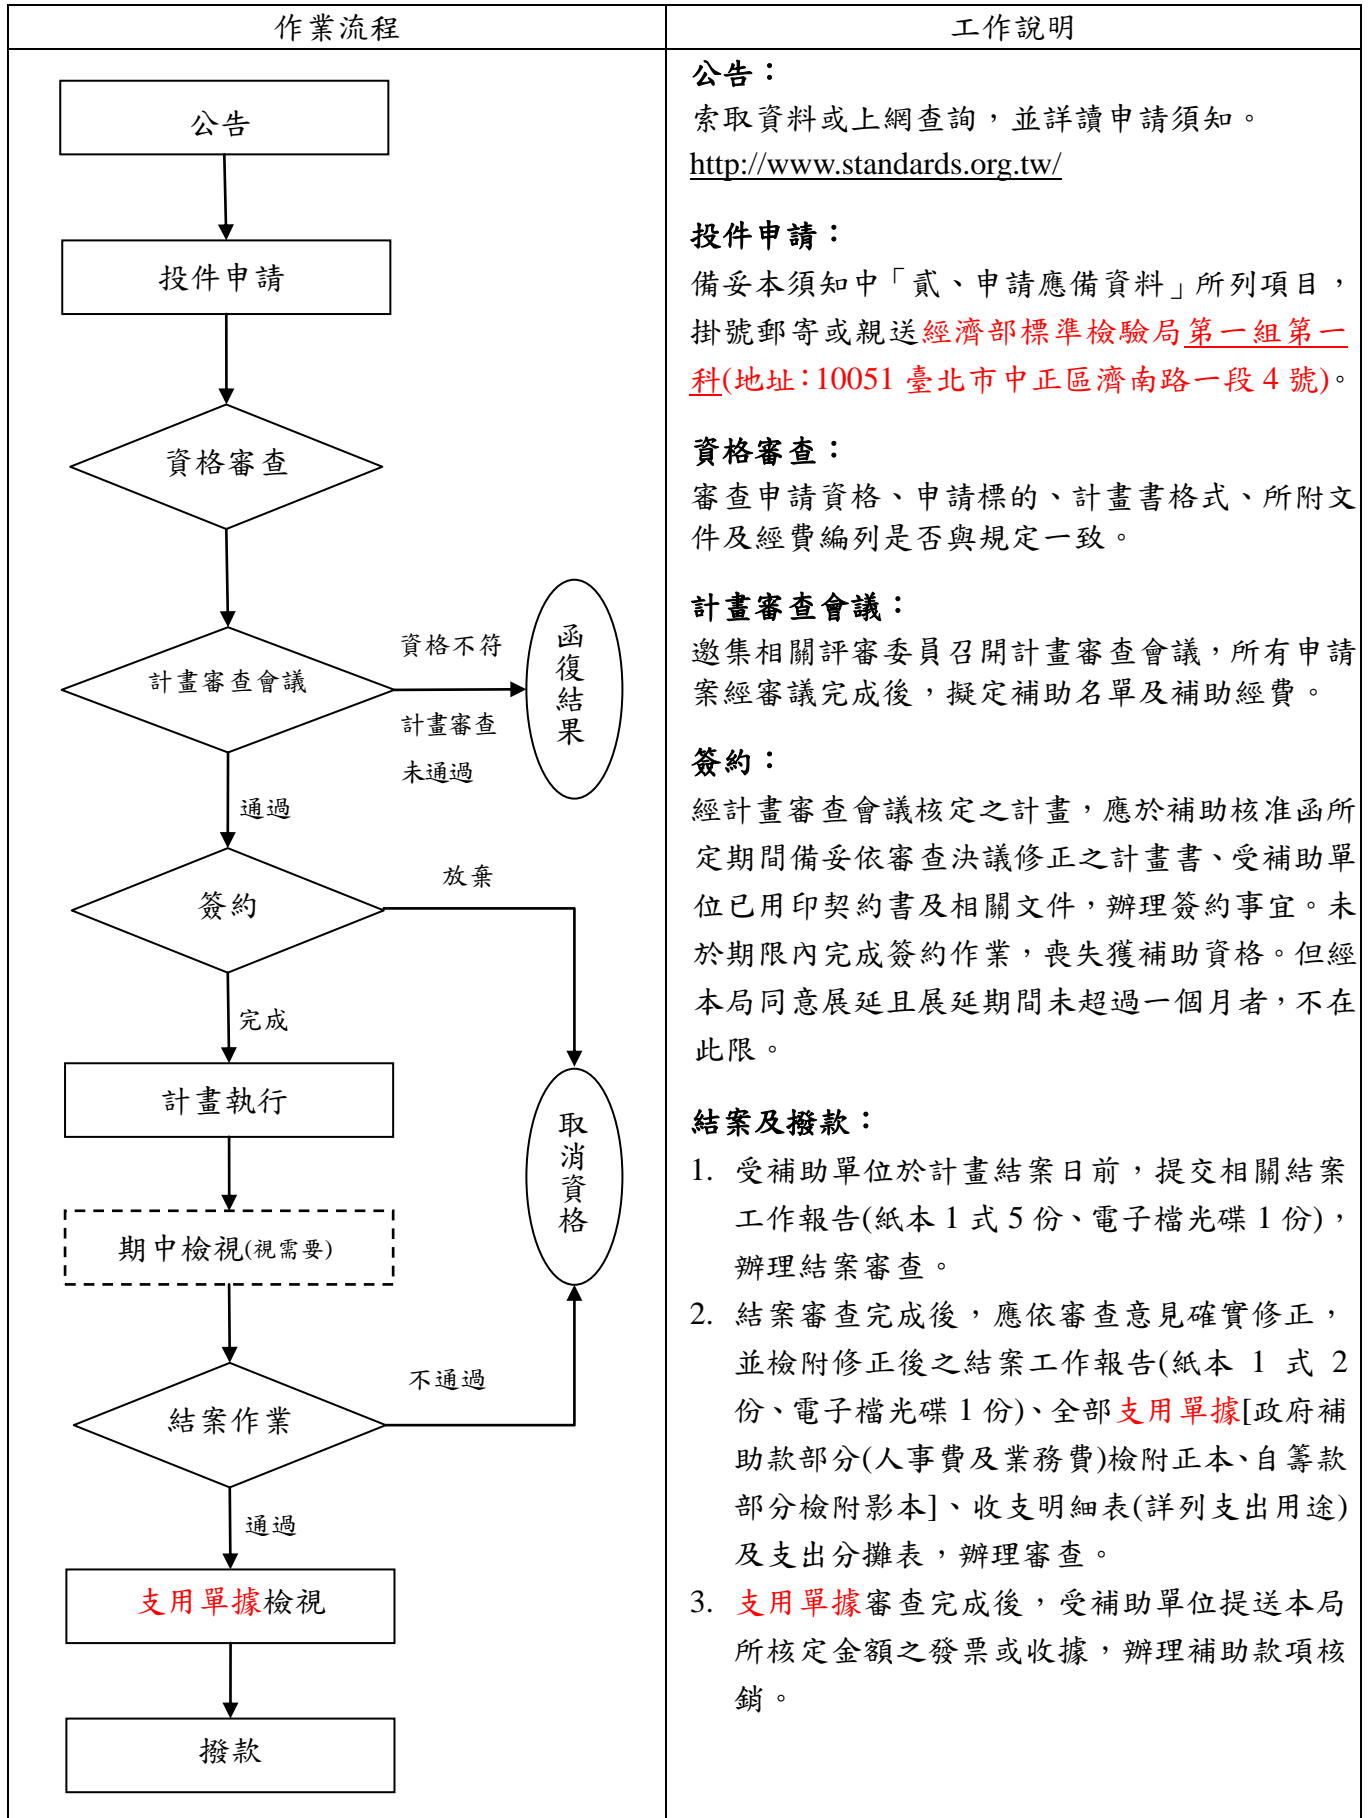 作業流程
工作說明
公告
投件申請
資格審查
計畫審查會議
資格不符
計畫審查
未通過
函復結果
通過
簽約
放棄
完成
計畫執行
取消資格
期中檢視(視需要)
結案作業
不通過
通過
支用單據檢視
撥款
公告：
索取資料或上網查詢，並詳讀申請須知。
http://www.standards.org.tw/
投件申請：
備妥本須知中「貳、申請應備資料」所列項目，
掛號郵寄或親送經濟部標準檢驗局第一組第一
科(地址：10051 臺北市中正區濟南路一段 4 號)。
資格審查：
審查申請資格、申請標的、計畫書格式、所附文
件及經費編列是否與規定一致。
計畫審查會議：
邀集相關評審委員召開計畫審查會議，所有申請
案經審議完成後，擬定補助名單及補助經費。
簽約：
經計畫審查會議核定之計畫，應於補助核准函所
定期間備妥依審查決議修正之計畫書、受補助單
位已用印契約書及相關文件，辦理簽約事宜。未
於期限內完成簽約作業，喪失獲補助資格。但經
本局同意展延且展延期間未超過一個月者，不在
此限。
結案及撥款：
1. 受補助單位於計畫結案日前，提交相關結案
工作報告(紙本 1 式 5 份、電子檔光碟 1 份)，
辦理結案審查。
2. 結案審查完成後，應依審查意見確實修正，
並檢附修正後之結案工作報告(紙本 1 式 2
份、電子檔光碟 1 份)、全部支用單據[政府補
助款部分(人事費及業務費)檢附正本、自籌款
部分檢附影本]、收支明細表(詳列支出用途)
及支出分攤表，辦理審查。
3. 支用單據審查完成後，受補助單位提送本局
所核定金額之發票或收據，辦理補助款項核
銷。